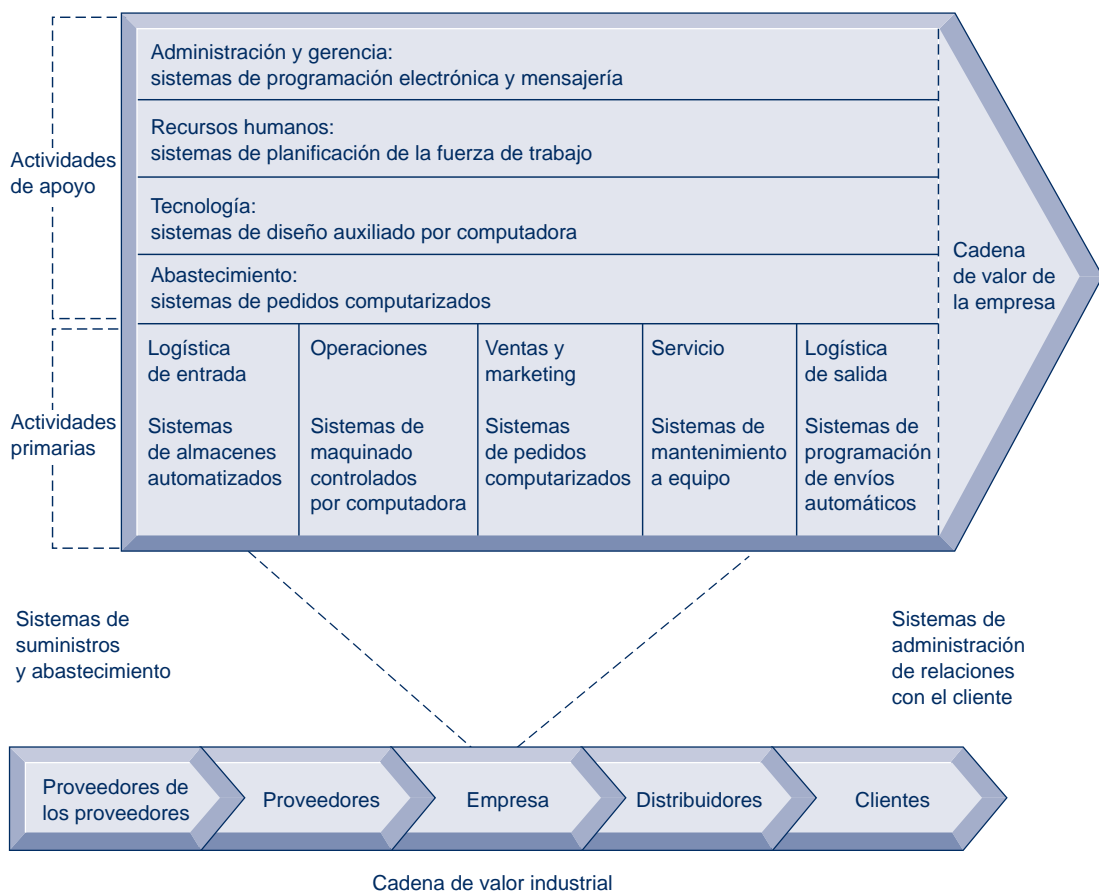 Actividades
de apoyo
Administración y gerencia:
sistemas de programación electrónica y mensajería
Recursos humanos:
sistemas de planificación de la fuerza de trabajo
Tecnología:
sistemas de diseño auxiliado por computadora
Abastecimiento:
sistemas de pedidos computarizados
Cadena
de valor de
la empresa
Actividades
primarias
Logística
de entrada
Sistemas
de almacenes
automatizados
Operaciones
Sistemas de
maquinado
controlados
por computadora
Ventas y
marketing
Sistemas
de pedidos
computarizados
Servicio
Sistemas de
mantenimiento
a equipo
Logística
de salida
Sistemas de
programación
de envíos
automáticos
Sistemas de
suministros
y abastecimiento
Sistemas de
administración
de relaciones
con el cliente
Proveedores de
los proveedores
Proveedores
Empresa
Distribuidores
Clientes
Cadena de valor industrial